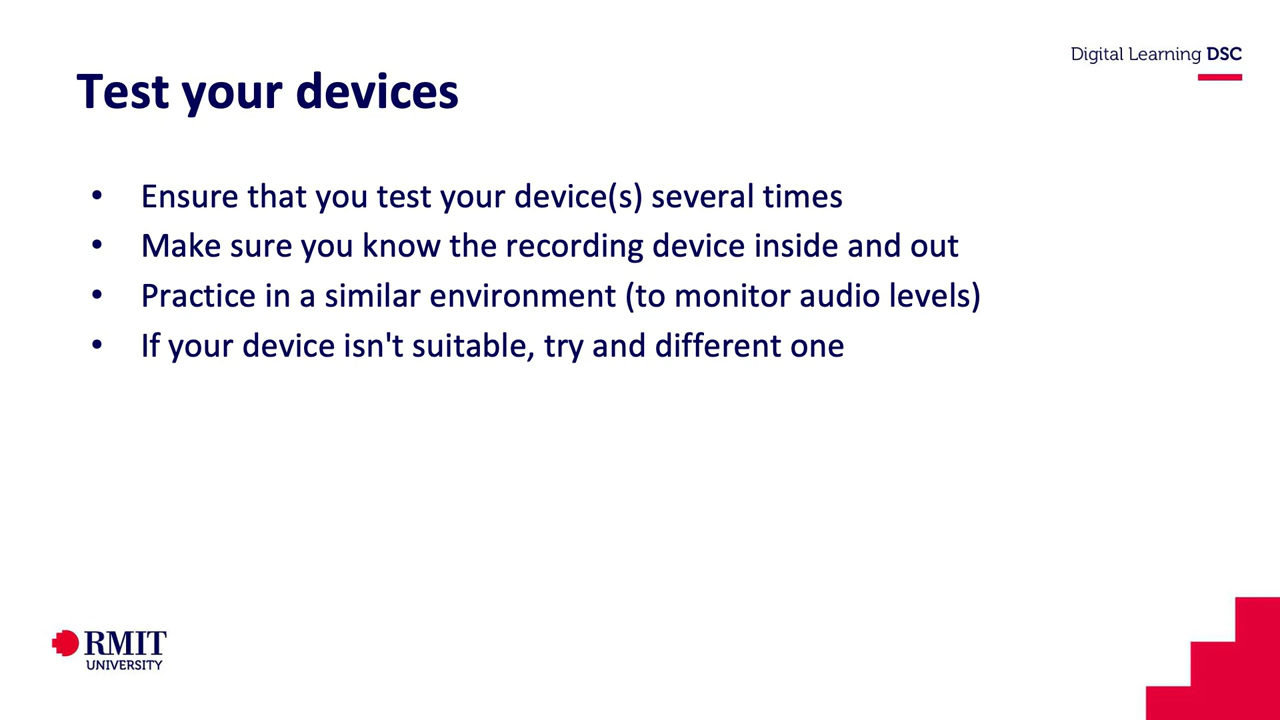 Digital Learning DSC
Test your devices
• Ensure that you test your device(s) several times
• Make sure you know the recording device inside and out
• Practice in a similar environment (to monitor audio levels)
• If your device isn't suitable, try and different one
RMIT
UNIVERSITY